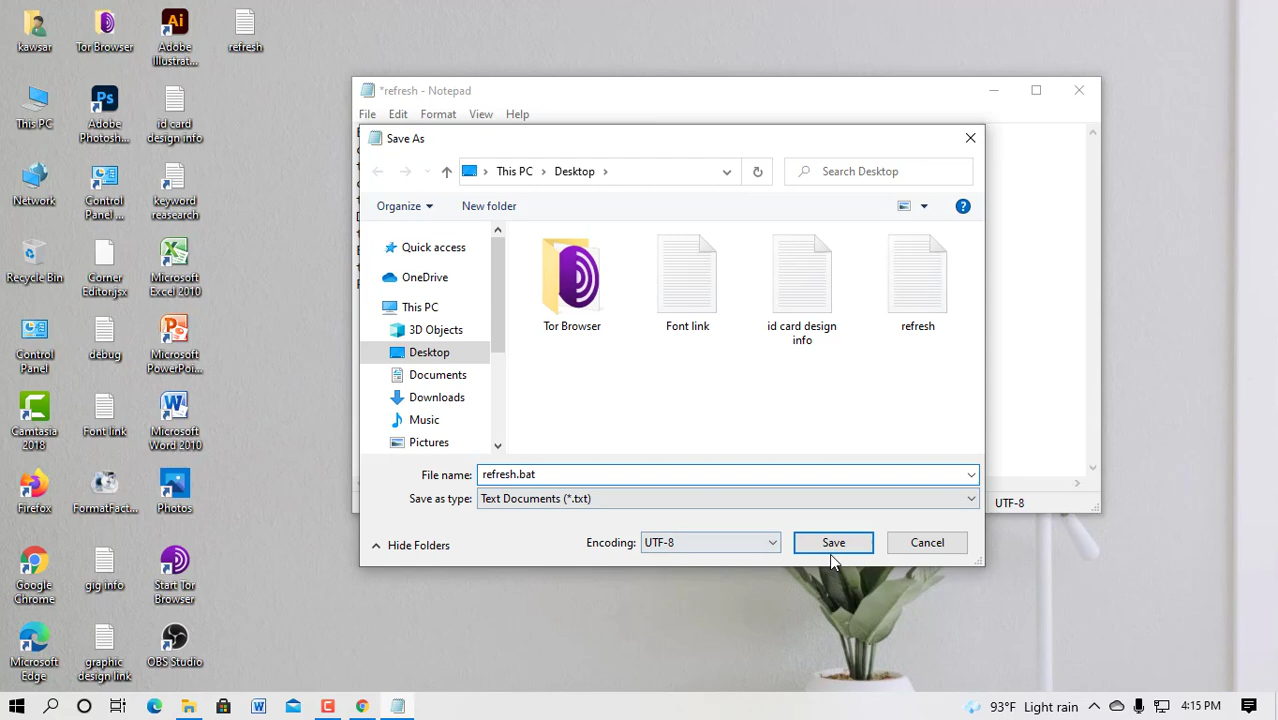 kawsar
Tor Browser
Adobe
Illustrat...
refresh
This PC
Adobe
Photosh...
id card
design info
Network
Control
Panel ...
keyword
reasearch
Recycle Bin
Corner
Editor.jsx
Microsoft
Excel 2010
Control
Panel
debug
Microsoft
PowerPoi...
Camtasia
2018
Font link
Microsoft
Word 2010
Firefox
FormatFact...
Photos
Google
Chrome
gig info
Start Tor
Browser
Microsoft
Edge
graphic
design link
OBS Studio
*refresh - Notepad
File Edit Format View Help
Save As
This PC Desktop
Search Desktop
Organize New folder
Quick access
OneDrive
This PC
3D Objects
Desktop
Documents
Downloads
Music
Pictures
Tor Browser
Font link
id card design
info
refresh
File name: refresh.bat
Save as type: Text Documents (*.txt)
Hide Folders
Encoding: UTF-8
Save
Cancel
UTF-8
93°F Light rain
4:15 PM